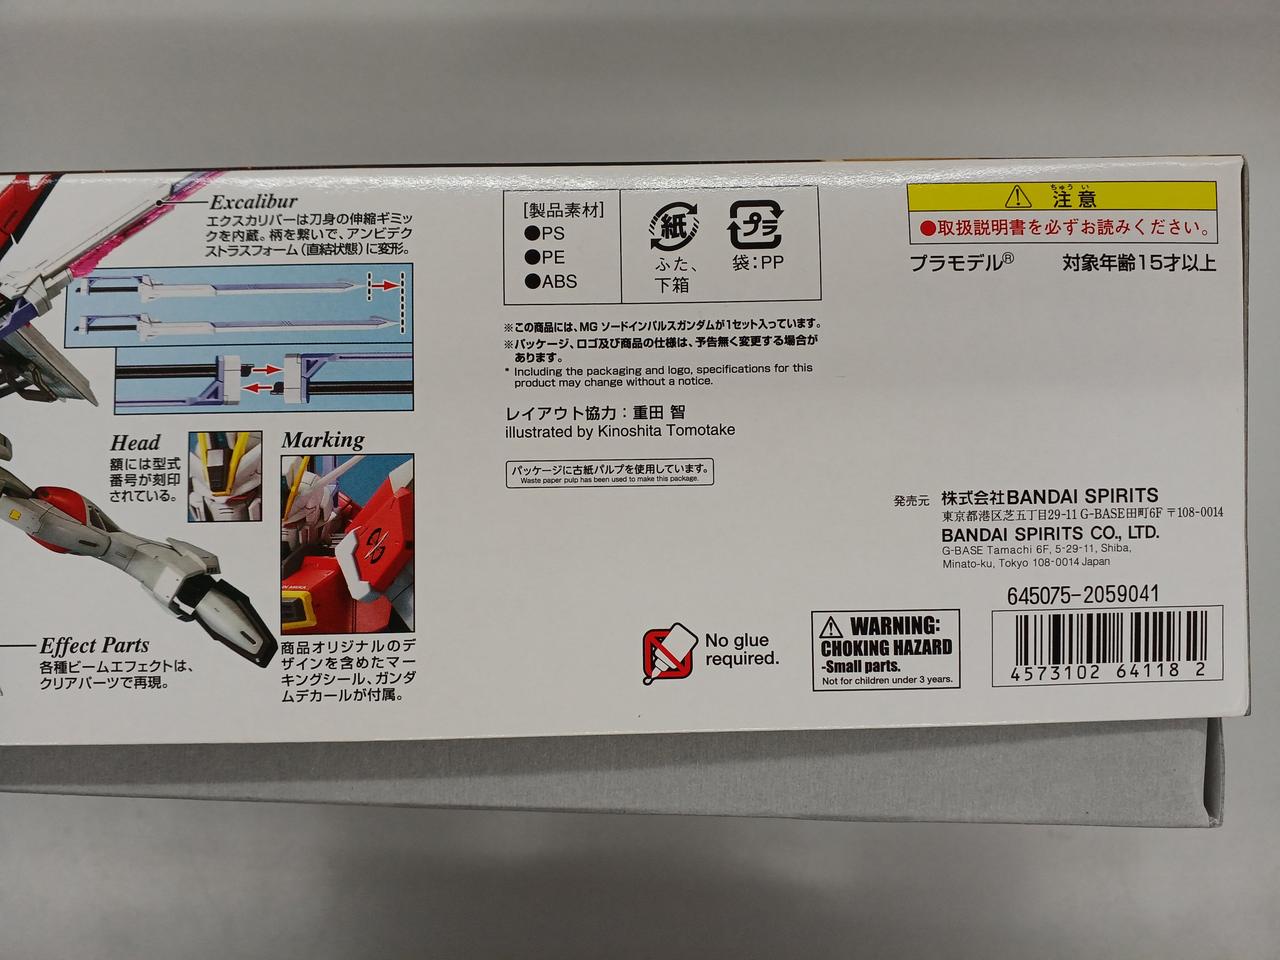 Excalibur
エクスカリバーは刀身の伸縮ギミッ
クを内蔵。柄を繋いで、アンビデク
ストラスフォーム(直結状態)に変形。
Head
額には型式
番号が刻印
されている。
Marking
商品オリジナルのデ
ザインを含めたマー
キングシール、ガンダ
ムデカールが付属。
Effect Parts
各種ビームエフェクトは、
クリアパーツで再現。
[製品素材]
●PS
●PE
●ABS
紙
ふた、
下箱
プラ
袋:PP
※この商品には、MG ソードインパルスガンダムが1セット入っています。
※パッケージ、ロゴ及び商品の仕様は、予告無く変更する場合が
あります。
* Including the packaging and logo, specifications for this
product may change without a notice.
レイアウト協力:重田 智
illustrated by Kinoshita Tomotake
パッケージに古紙パルプを使用しています。
Waste paper pulp has been used to make this package.
ちゅう い
注意
●取扱説明書を必ずお読みください。
プラモデル® 対象年齢15才以上
発売元 株式会社BANDAI SPIRITS
東京都港区芝五丁目29-11 G-BASE田町6F 〒108-0014
BANDAI SPIRITS CO., LTD.
G-BASE Tamachi 6F, 5-29-11, Shiba,
Minato-ku, Tokyo 108-0014 Japan
645075-2059041
4573102 641182
No glue
required.
WARNING:
CHOKING HAZARD
-Small parts.
Not for children under 3 years.